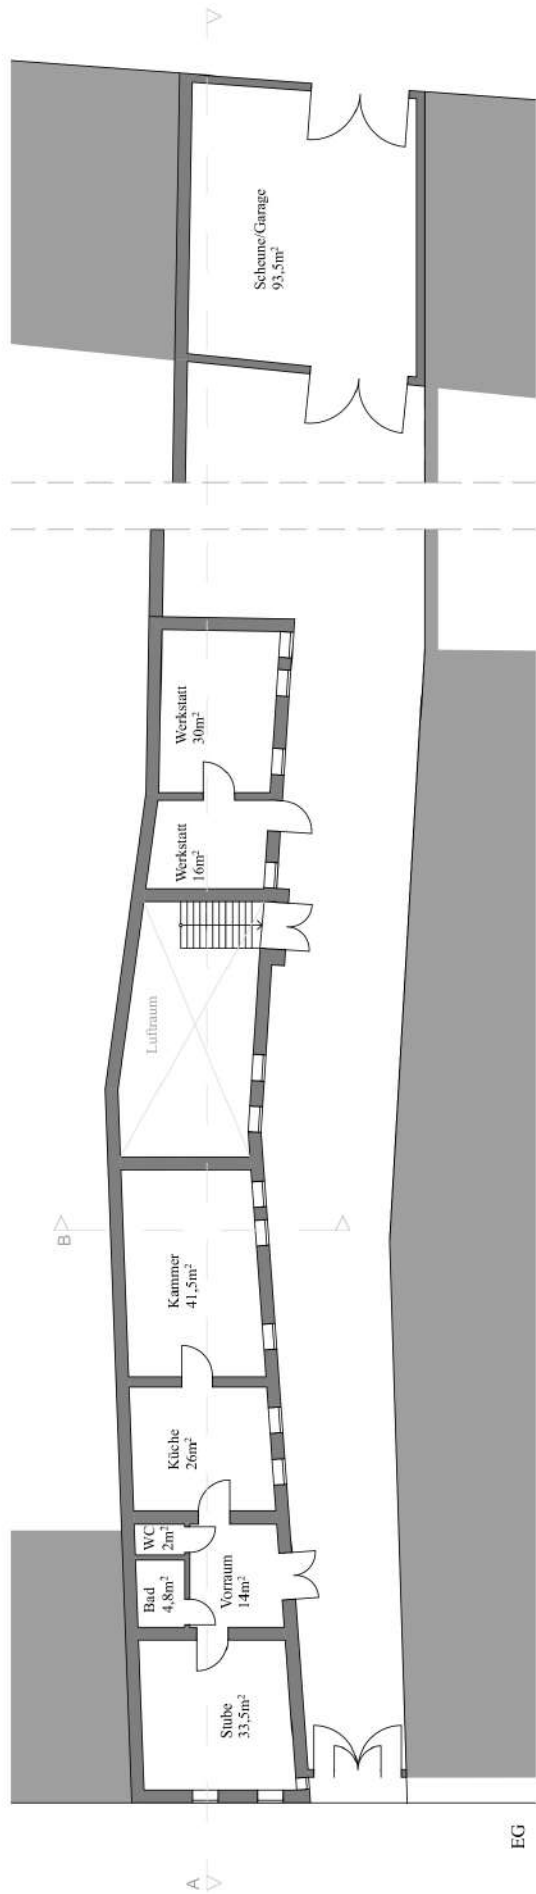 Scheune/Garage
93,5m²
Werkstatt
30m²
Werkstatt
16m²
Luftraum
B
Kammer
41,5m²
Küche
26m²
WC
2m²
Bad
4,8m²
Vorraum
14m²
Stube
33,5m²
A
EG